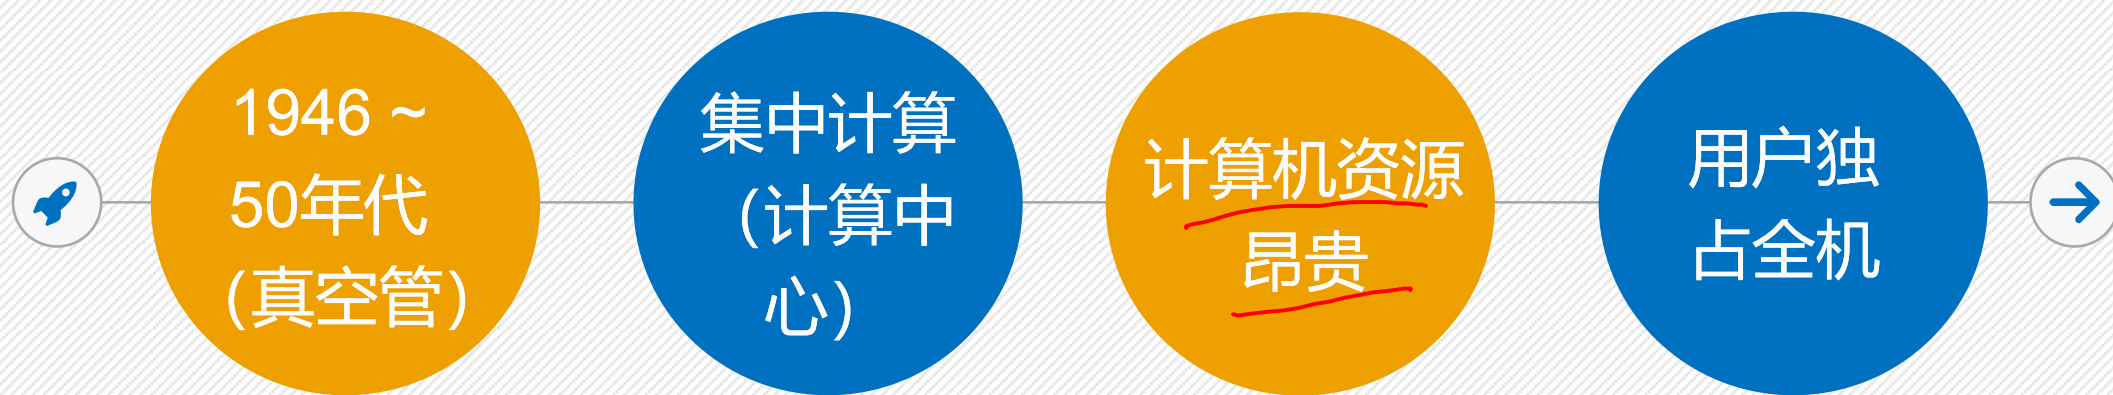 1946 ~
50年代
(真空管)
集中计算
(计算中
心)
计算机资源
昂贵
用户独
占全机